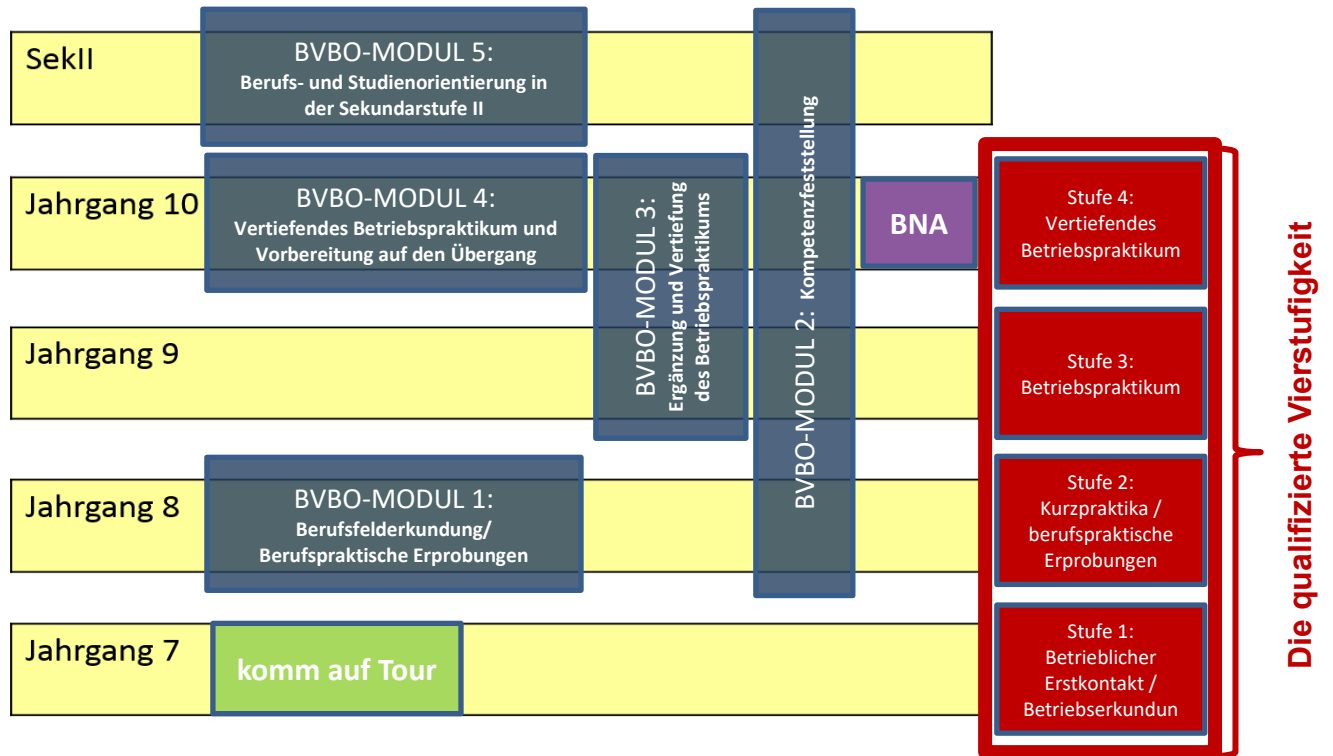 SekII
BVBO-MODUL 5:
Berufs- und Studienorientierung in
der Sekundarstufe II
Jahrgang 10
BVBO-MODUL 4:
Vertiefendes Betriebspraktikum und
Vorbereitung auf den Übergang
BVBO-MODUL 3:
Ergänzung und Vertiefung
des Betriebspraktikums
BVBO-MODUL 2: Kompetenzfeststellung
BNA
Stufe 4:
Vertiefendes
Betriebspraktikum
Jahrgang 9
Stufe 3:
Betriebspraktikum
Jahrgang 8
BVBO-MODUL 1:
Berufsfelderkundung/
Berufspraktische Erprobungen
Stufe 2:
Kurzpraktika /
berufspraktische
Erprobungen
Jahrgang 7
komm auf Tour
Stufe 1:
Betrieblicher
Erstkontakt /
Betriebserkundun
Die qualifizierte Vierstufigkeit